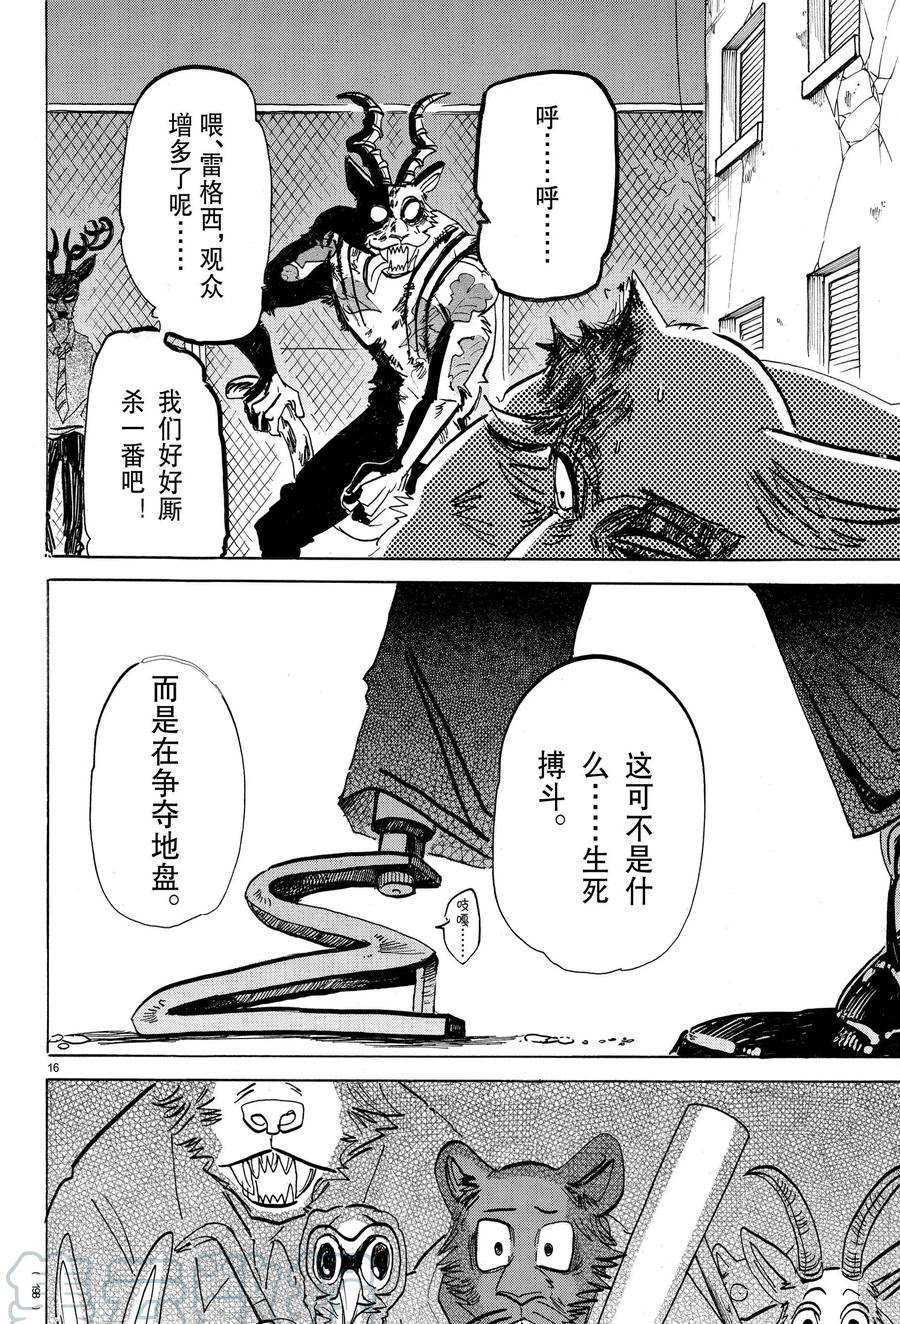 呼……呼……
喂、雷格西，观众
增多了呢……
我们好好厮
杀一番吧！
这可不是什
么……生死
搏斗。
吱嘎……
而是在争夺地盘。
16
( 198 )